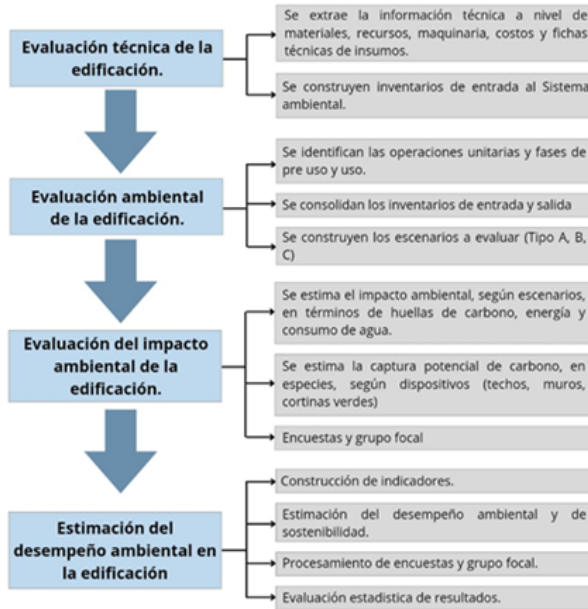 Evaluación técnica de la
edificación.
Se extrae la información técnica a nivel de
materiales, recursos, maquinaria, costos y fichas
técnicas de insumos.
Se construyen inventarios de entrada al Sistema
ambiental.
Evaluación ambiental
de la edificación.
Se identifican las operaciones unitarias y fases de
pre uso y uso.
Se consolidan los inventarios de entrada y salida
Se construyen los escenarios a evaluar (Tipo A, B,
C)
Evaluación del impacto
ambiental de la
edificación.
Se estima el impacto ambiental, según escenarios,
en términos de huellas de carbono, energía y
consumo de agua.
Se estima la captura potencial de carbono, en
especies, según dispositivos (techos, muros,
cortinas verdes)
Encuestas y grupo focal
Estimación del
desempeño ambiental en
la edificación
Construcción de indicadores.
Estimación del desempeño ambiental y de
sostenibilidad.
Procesamiento de encuestas y grupo focal.
Evaluación estadistica de resultados.